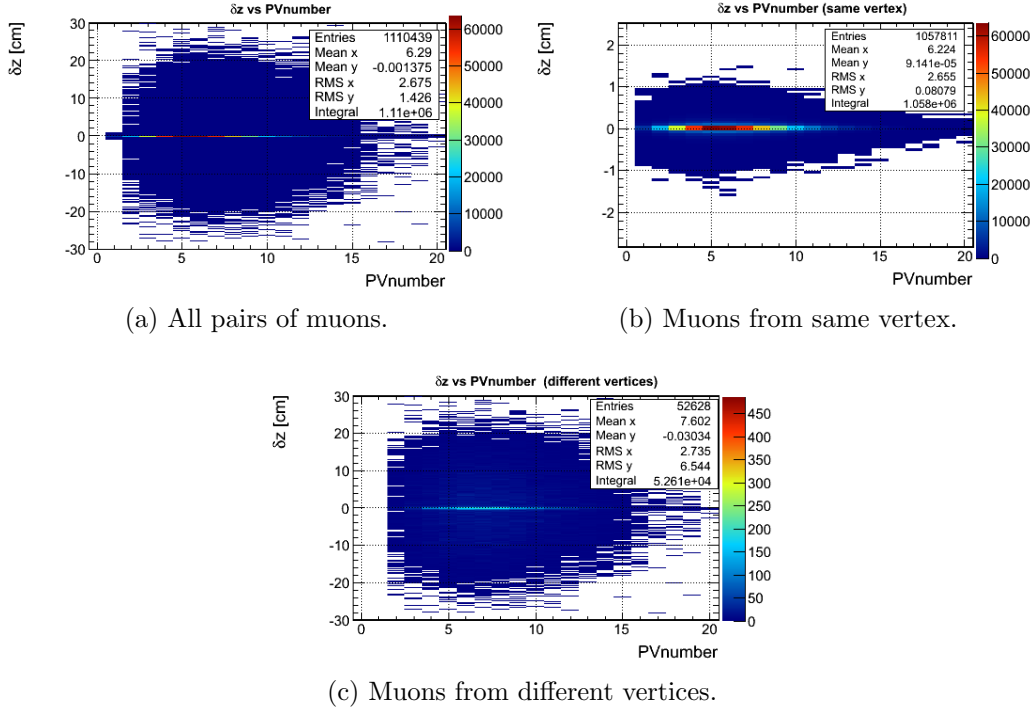 δz vs PVnumber
δz [cm]
30
20
10
0
-10
-20
-30
0 5 10 15 20
PVnumber
Entries 1110439
Mean x 6.29
Mean y -0.001375
RMS x 2.675
RMS y 1.426
Integral 1.11e+06
60000
50000
40000
30000
20000
10000
0
(a) All pairs of muons.
δz vs PVnumber (same vertex)
δz [cm]
2
1
0
-1
-2
0 5 10 15 20
PVnumber
Entries 1057811
Mean x 6.224
Mean y 9.141e-05
RMS x 2.655
RMS y 0.08079
Integral 1.058e+06
60000
50000
40000
30000
20000
10000
0
(b) Muons from same vertex.
δz vs PVnumber (different vertices)
δz [cm]
30
20
10
0
-10
-20
-30
0 5 10 15 20
PVnumber
Entries 52628
Mean x 7.602
Mean y -0.03034
RMS x 2.735
RMS y 6.544
Integral 5.261e+04
450
400
350
300
250
200
150
100
50
0
(c) Muons from different vertices.